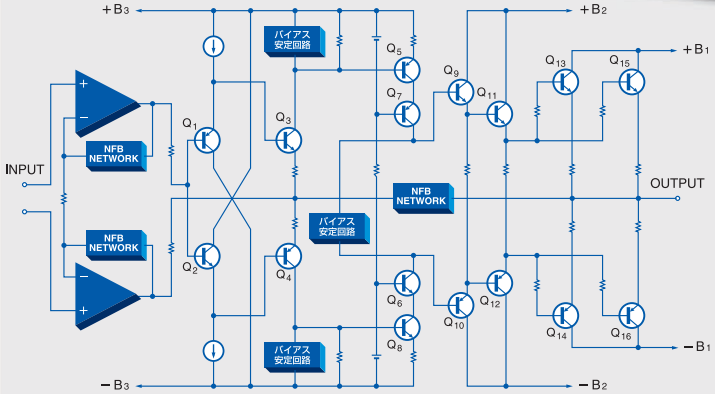 +B3
+B2
バイアス
安定回路
Q5
Q13
Q15
+B1
Q9
Q7
Q11
+
−
Q1
Q3
NFB
NETWORK
INPUT
NFB
NETWORK
OUTPUT
バイアス
安定回路
NFB
NETWORK
Q2
Q4
Q6
Q12
−
+
Q10
Q8
Q14
Q16
バイアス
安定回路
−B1
−B3
−B2